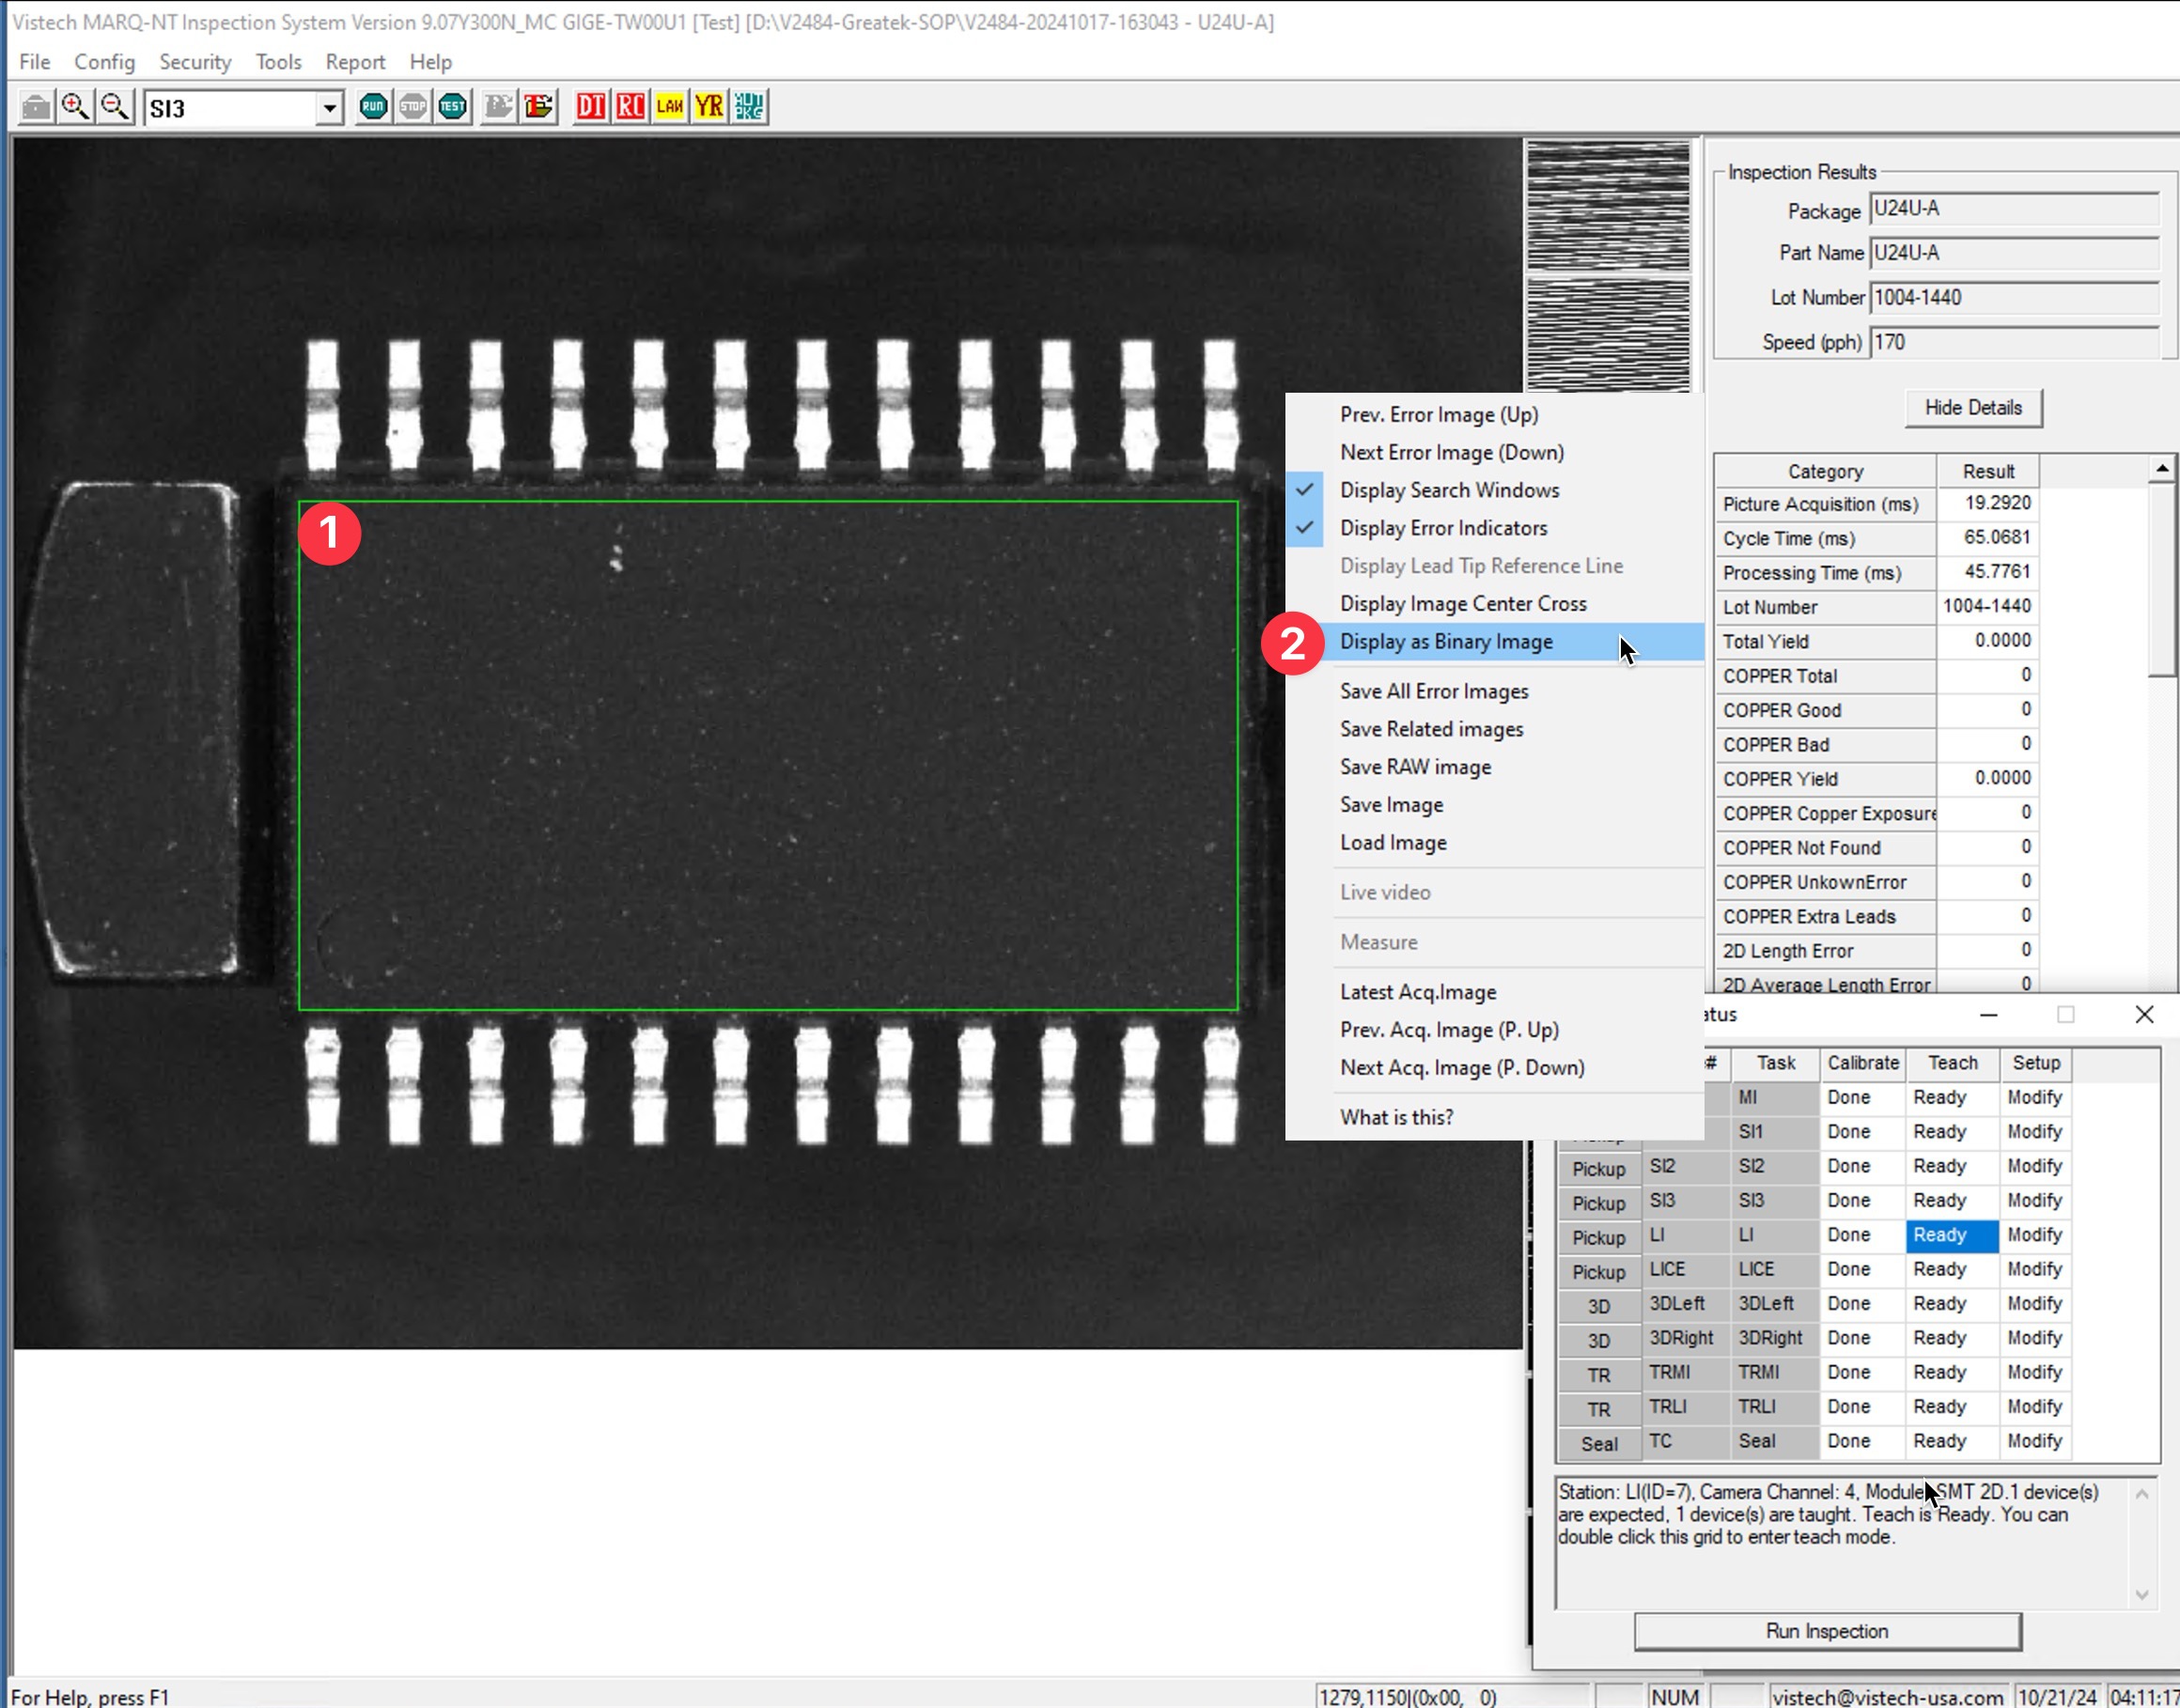 Vistech MARQ-NT Inspection System Version 9.07Y300N_MC GIGE-TW00U1 [Test] [D:\V2484-Greatek-SOP\V2484-20241017-163043 - U24U-A]
File Config Security Tools Report Help
SI3 RUN STOP TEST DT RC LAW YR AUT PKG
Inspection Results
Package U24U-A
Part Name U24U-A
Lot Number 1004-1440
Speed (pph) 170
Hide Details
1
2
Prev. Error Image (Up)
Next Error Image (Down)
Display Search Windows
Display Error Indicators
Display Lead Tip Reference Line
Display Image Center Cross
Display as Binary Image
Save All Error Images
Save Related images
Save RAW image
Save Image
Load Image
Live video
Measure
Latest Acq.Image
Prev. Acq. Image (P. Up)
Next Acq. Image (P. Down)
What is this?
Category Result
Picture Acquisition (ms) 19.2920
Cycle Time (ms) 65.0681
Processing Time (ms) 45.7761
Lot Number 1004-1440
Total Yield 0.0000
COPPER Total 0
COPPER Good 0
COPPER Bad 0
COPPER Yield 0.0000
COPPER Copper Exposure 0
COPPER Not Found 0
COPPER UnkownError 0
COPPER Extra Leads 0
2D Length Error 0
2D Average Length Error 0
atus
# Task Calibrate Teach Setup
MI Done Ready Modify
SI1 Done Ready Modify
Pickup SI2 SI2 Done Ready Modify
Pickup SI3 SI3 Done Ready Modify
Pickup LI LI Done Ready Modify
Pickup LICE LICE Done Ready Modify
3D 3DLeft 3DLeft Done Ready Modify
3D 3DRight 3DRight Done Ready Modify
TR TRMI TRMI Done Ready Modify
TR TRLI TRLI Done Ready Modify
Seal TC Seal Done Ready Modify
Station: LI(ID=7), Camera Channel: 4, Module SMT 2D.1 device(s)
are expected, 1 device(s) are taught. Teach is Ready. You can
double click this grid to enter teach mode.
Run Inspection
For Help, press F1
1279,1150|(0x00, 0) NUM vistech@vistech-usa.com 10/21/24 04:11:17